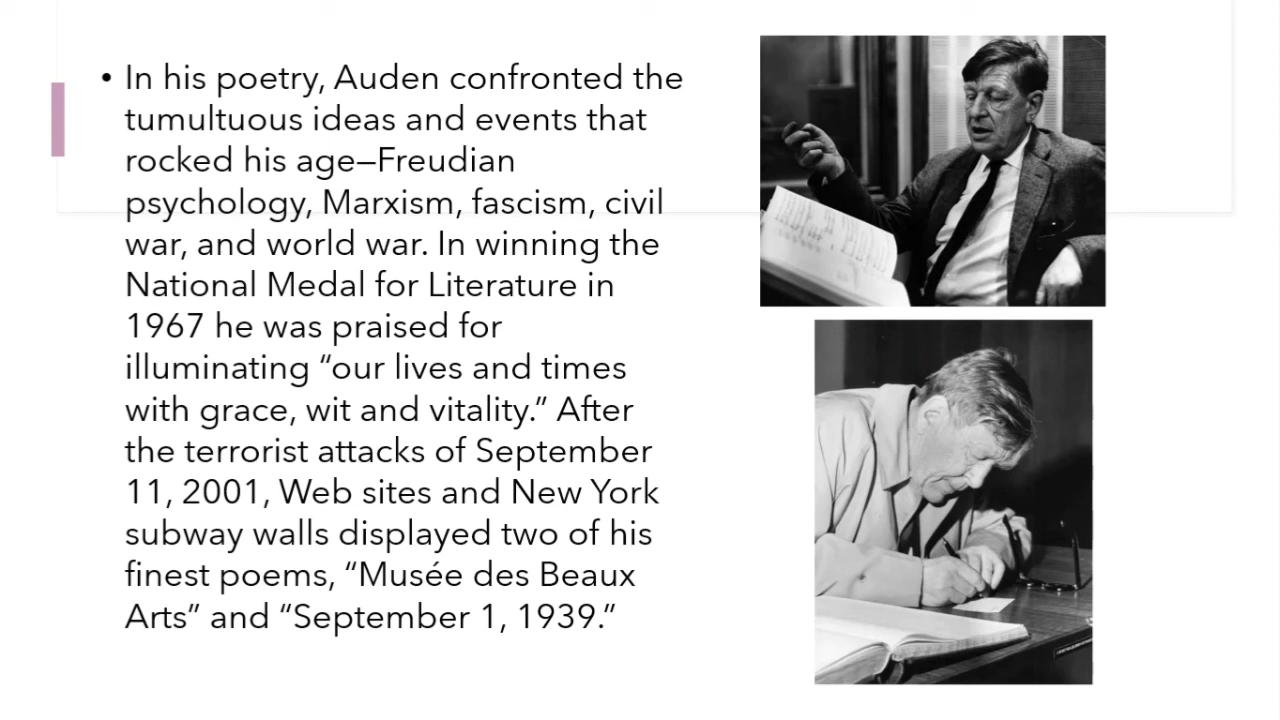 • In his poetry, Auden confronted the
tumultuous ideas and events that
rocked his age—Freudian
psychology, Marxism, fascism, civil
war, and world war. In winning the
National Medal for Literature in
1967 he was praised for
illuminating “our lives and times
with grace, wit and vitality.” After
the terrorist attacks of September
11, 2001, Web sites and New York
subway walls displayed two of his
finest poems, “Musée des Beaux
Arts” and “September 1, 1939.”